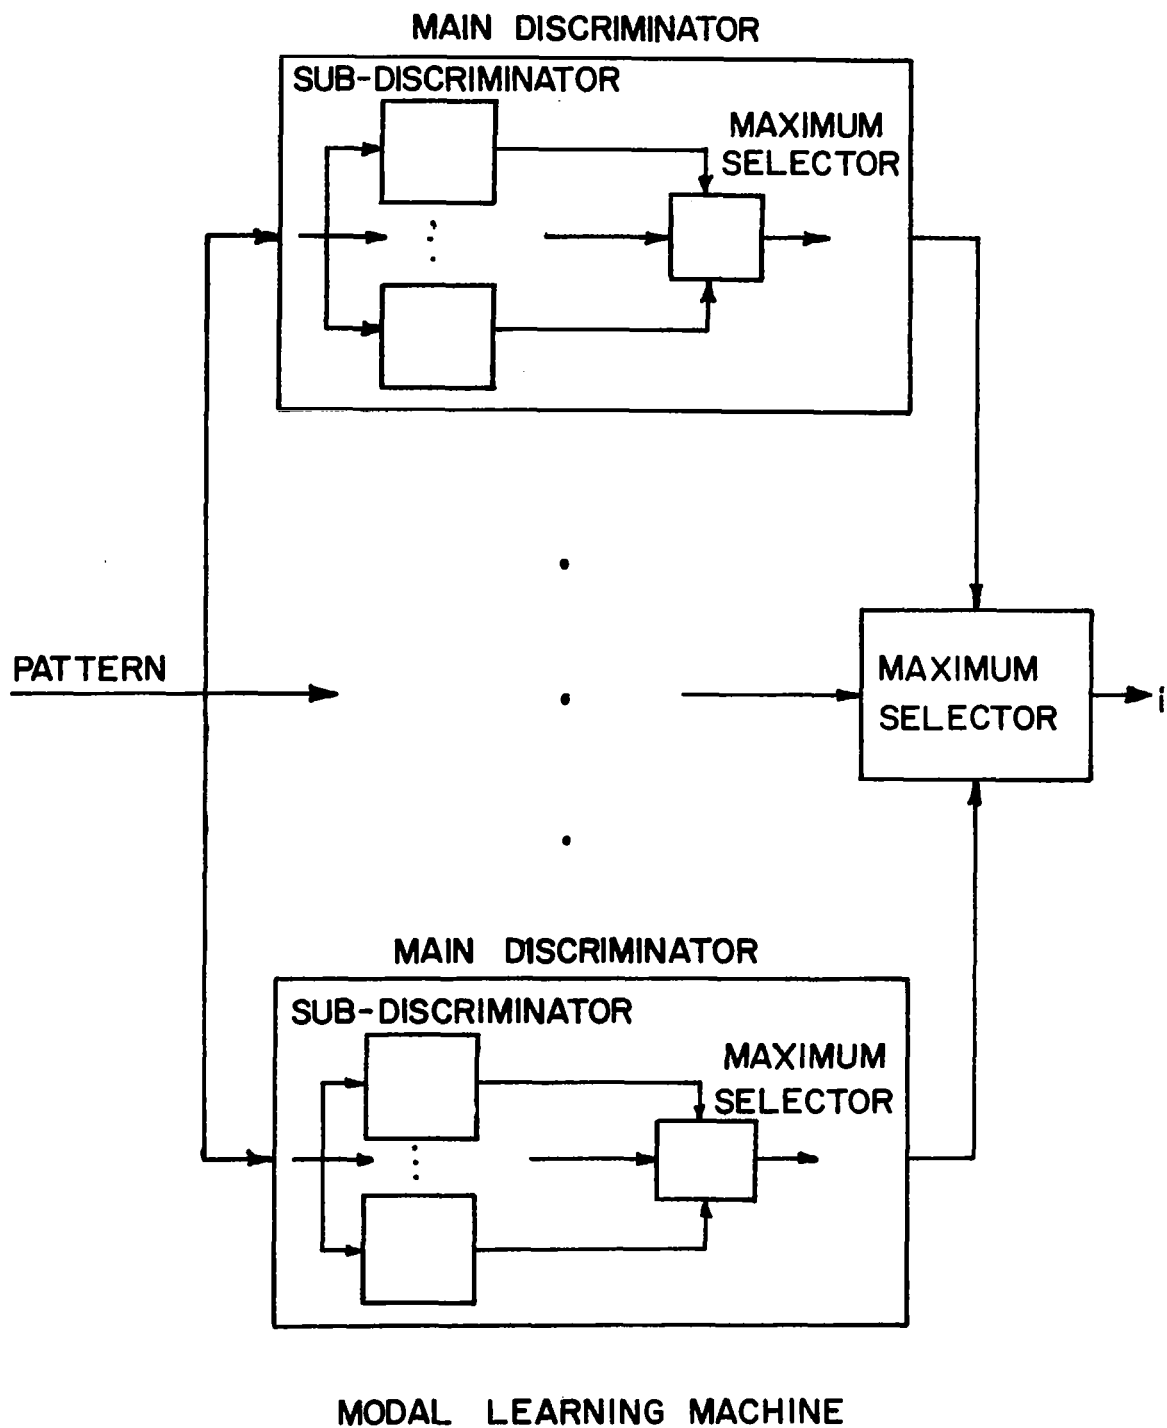 MAIN DISCRIMINATOR
SUB-DISCRIMINATOR
MAXIMUM
SELECTOR
PATTERN
MAXIMUM
SELECTOR
i
MAIN DISCRIMINATOR
SUB-DISCRIMINATOR
MAXIMUM
SELECTOR
MODAL LEARNING MACHINE